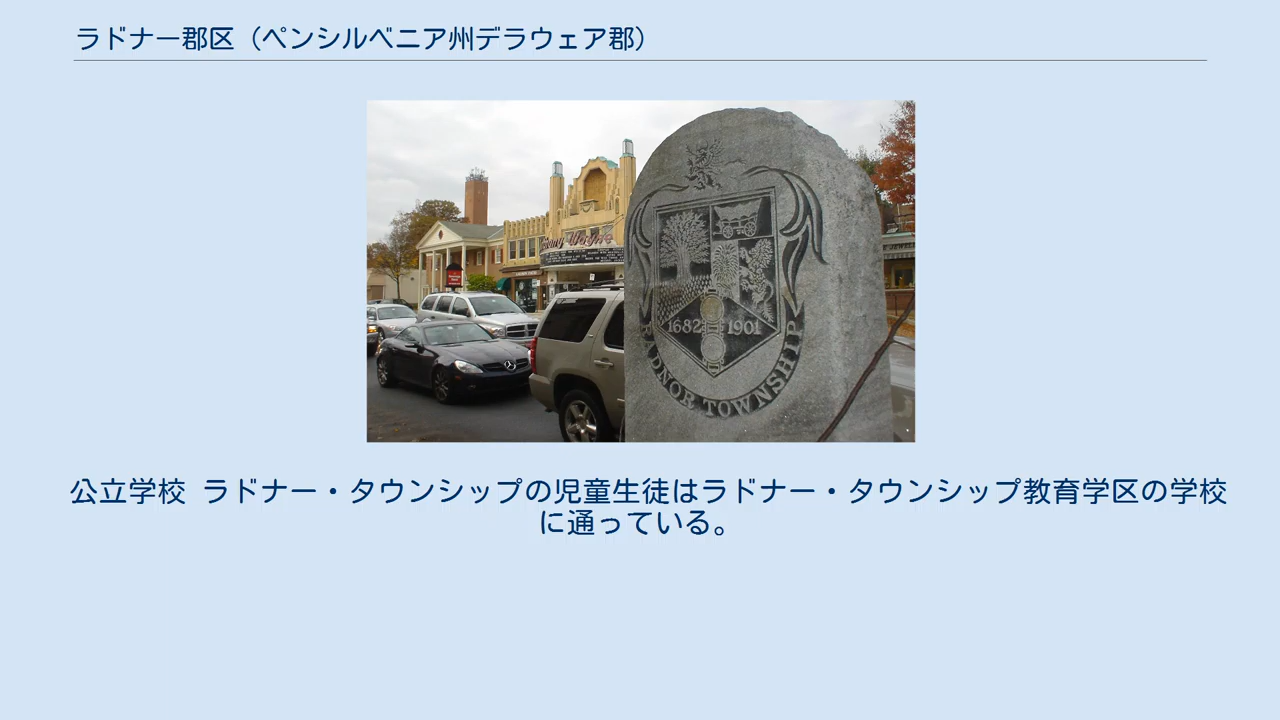 ラドナー郡区（ペンシルベニア州デラウェア郡）
1682 1901
RADNOR TOWNSHIP
公立学校 ラドナー・タウンシップの児童生徒はラドナー・タウンシップ教育学区の学校
に通っている。